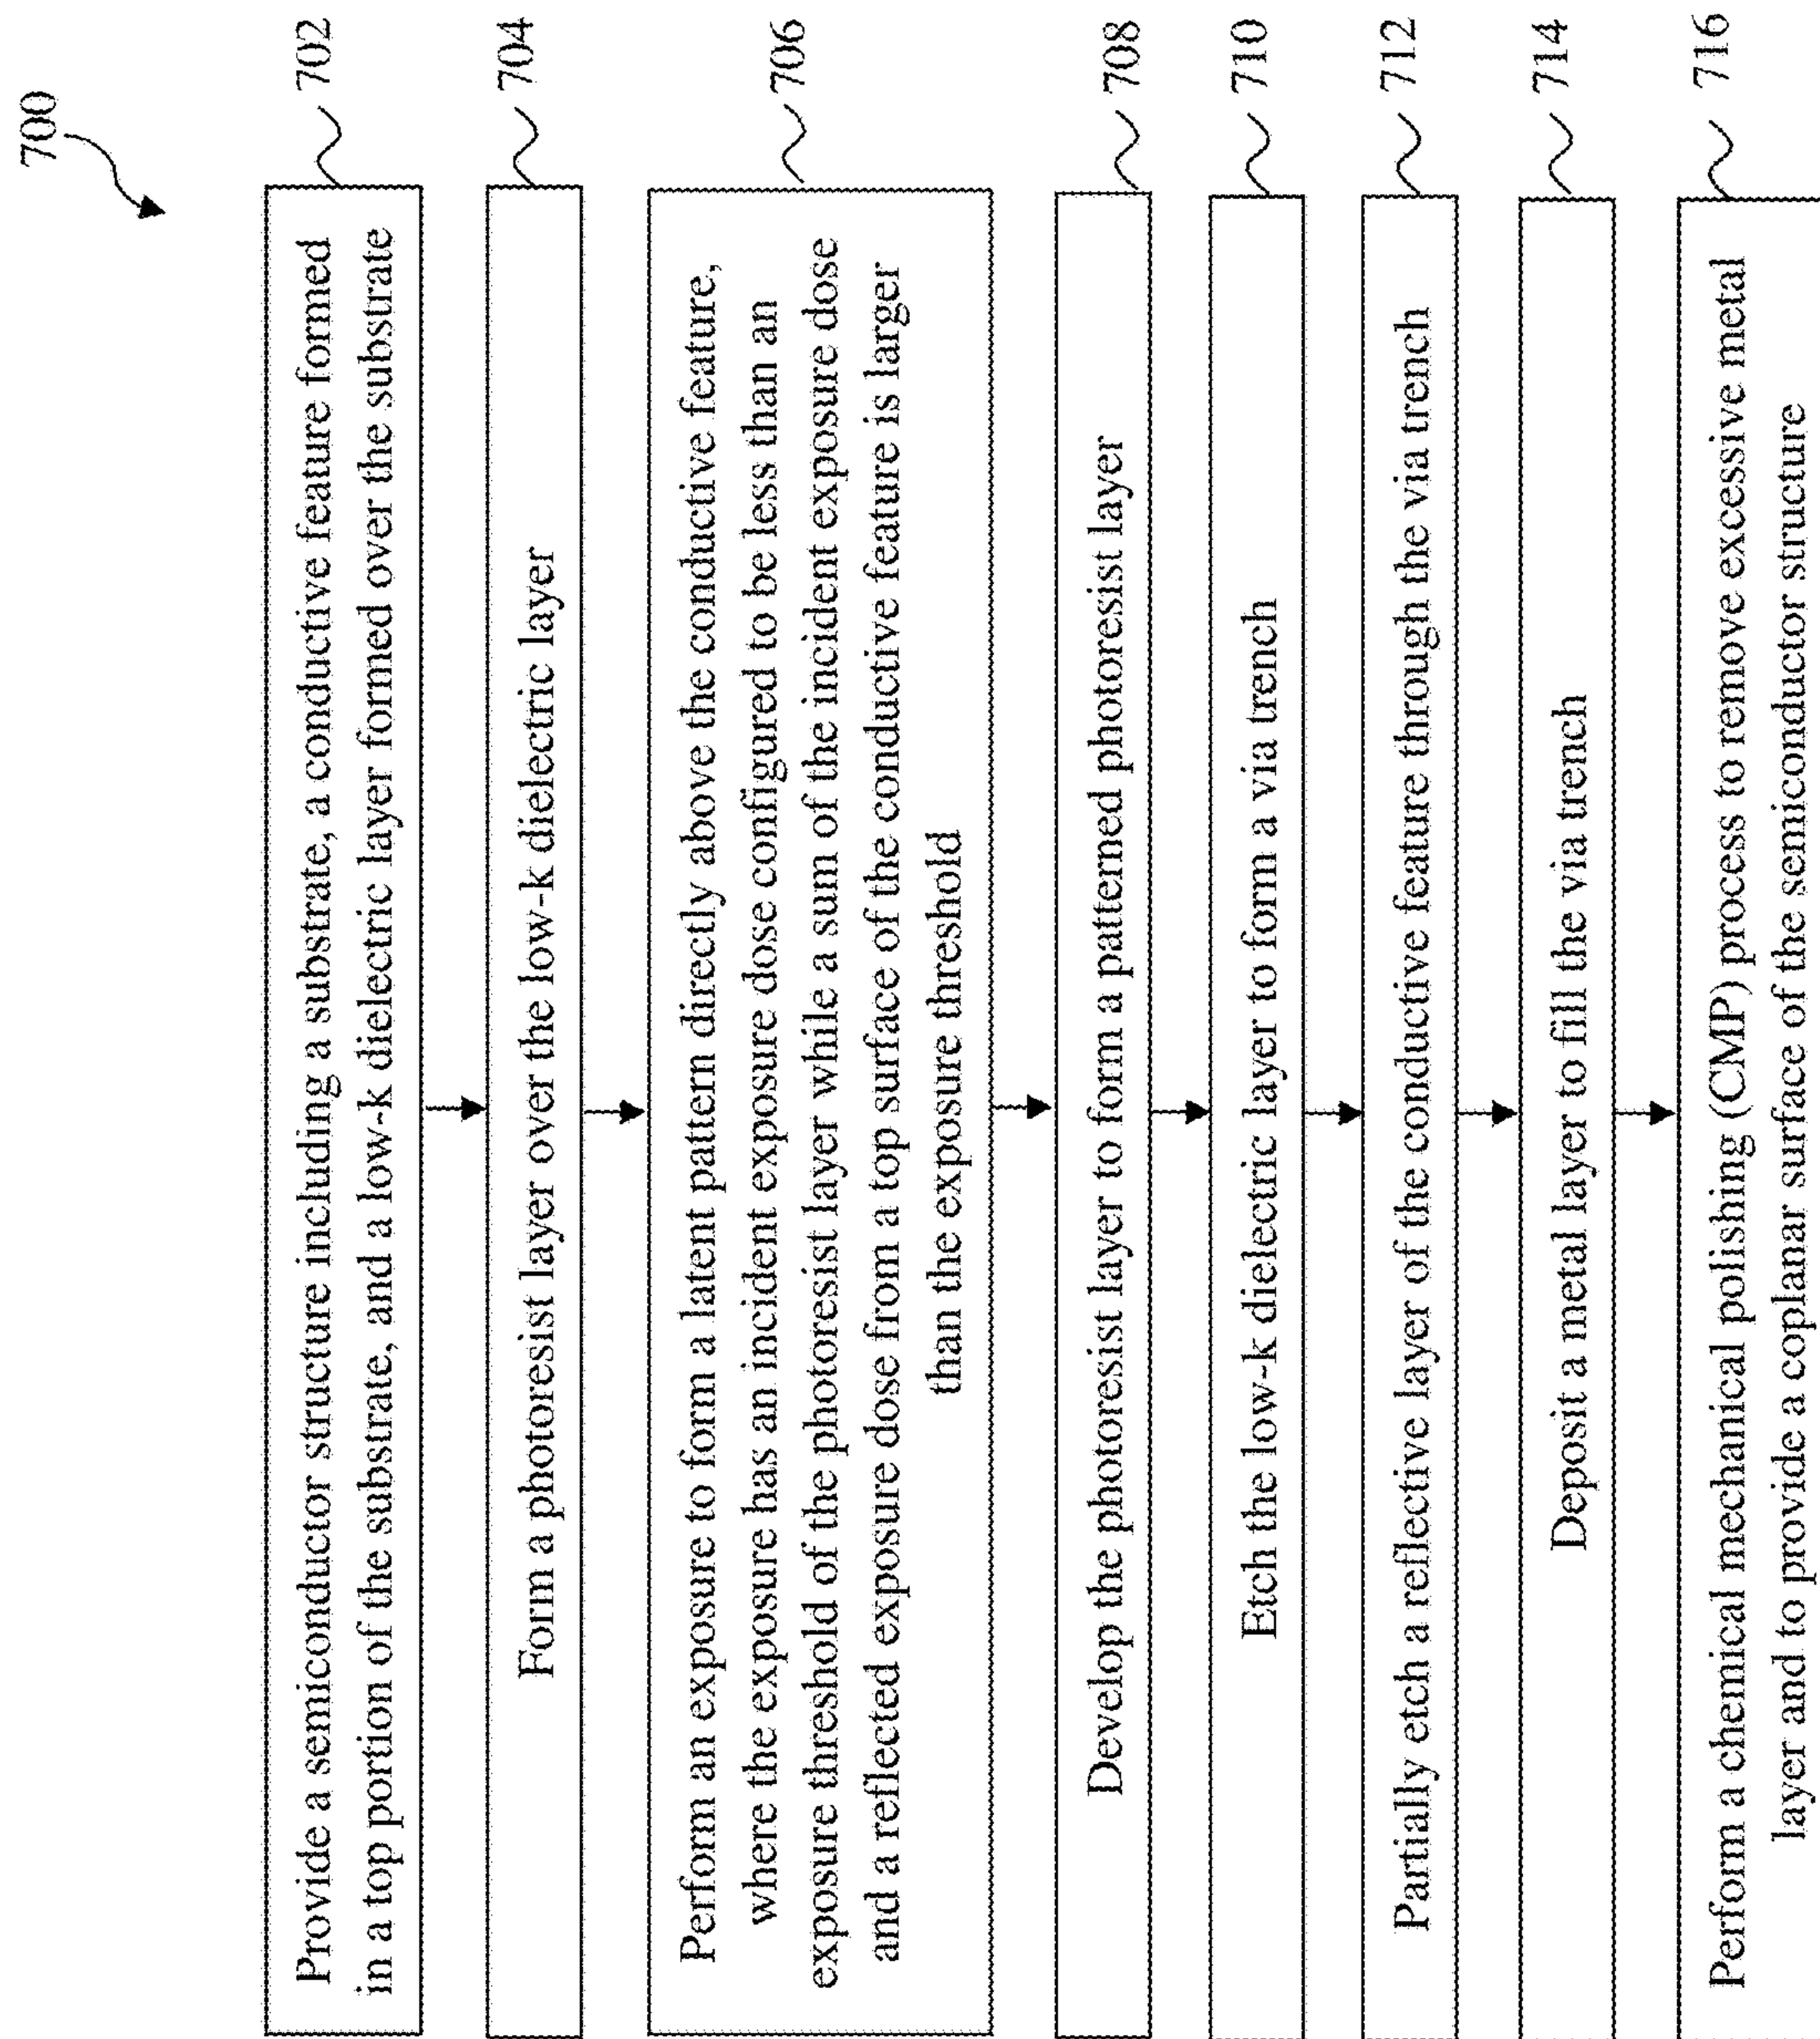 700
Provide a semiconductor structure including a substrate, a conductive feature formed
in a top portion of the substrate, and a low-k dielectric layer formed over the substrate
702
Form a photoresist layer over the low-k dielectric layer
704
Perform an exposure to form a latent pattern directly above the conductive feature,
where the exposure has an incident exposure dose configured to be less than an
exposure threshold of the photoresist layer while a sum of the incident exposure dose
and a reflected exposure dose from a top surface of the conductive feature is larger
than the exposure threshold
706
Develop the photoresist layer to form a patterned photoresist layer
708
Etch the low-k dielectric layer to form a via trench
710
Partially etch a reflective layer of the conductive feature through the via trench
712
Deposit a metal layer to fill the via trench
714
Perform a chemical mechanical polishing (CMP) process to remove excessive metal
layer and to provide a coplanar surface of the semiconductor structure
716